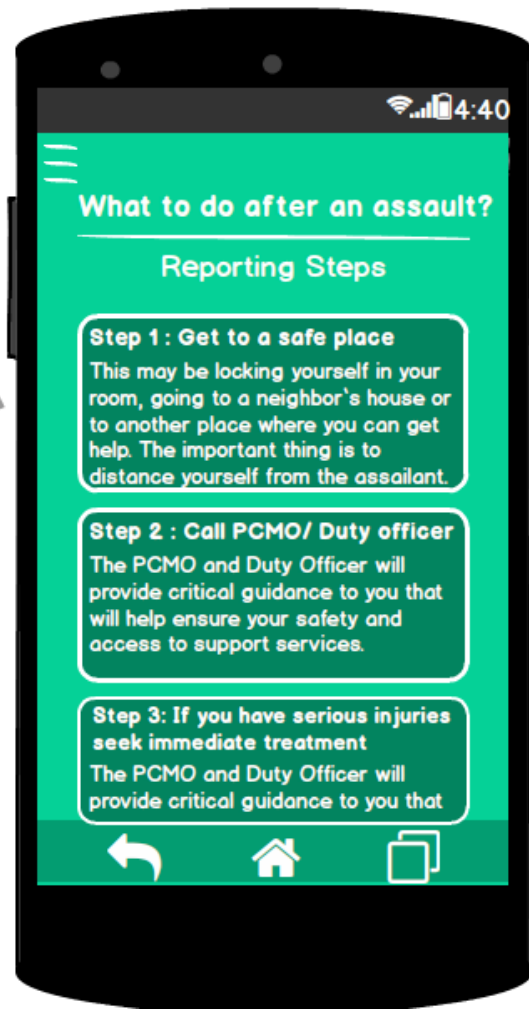 4:40
What to do after an assault?
Reporting Steps
Step 1 : Get to a safe place
This may be locking yourself in your
room, going to a neighbor`s house or
to another place where you can get
help. The important thing is to
distance yourself from the assailant.
Step 2 : Call PCMO/ Duty officer
The PCMO and Duty Officer will
provide critical guidance to you that
will help ensure your safety and
access to support services.
Step 3: If you have serious injuries
seek immediate treatment
The PCMO and Duty Officer will
provide critical guidance to you that